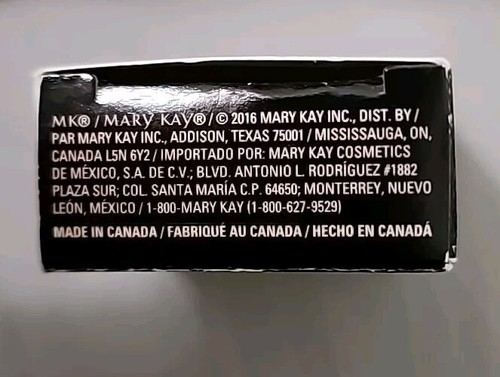 MK® / MARY KAY® / © 2016 MARY KAY INC., DIST. BY /
PAR MARY KAY INC., ADDISON, TEXAS 75001 / MISSISSAUGA, ON,
CANADA L5N 6Y2 / IMPORTADO POR: MARY KAY COSMETICS
DE MÉXICO, S.A. DE C.V.; BLVD. ANTONIO L. RODRÍGUEZ #1882
PLAZA SUR; COL. SANTA MARÍA C.P. 64650; MONTERREY, NUEVO
LEÓN, MÉXICO / 1-800-MARY KAY (1-800-627-9529)
MADE IN CANADA / FABRIQUÉ AU CANADA / HECHO EN CANADÁ